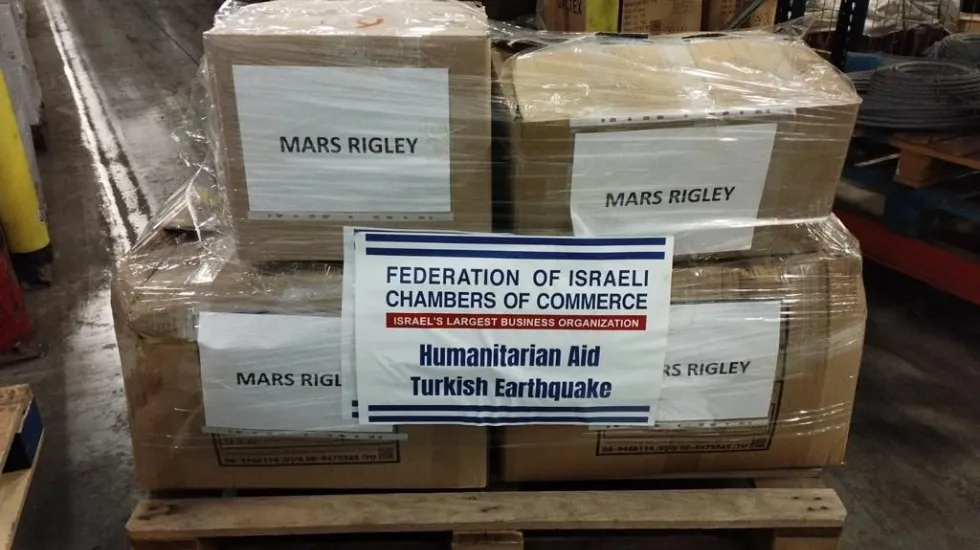 MARS RIGLEY
MARS RIGLEY
FEDERATION OF ISRAELI
CHAMBERS OF COMMERCE
ISRAEL'S LARGEST BUSINESS ORGANIZATION
Humanitarian Aid
Turkish Earthquake
MARS RIGL
RS RIGLEY